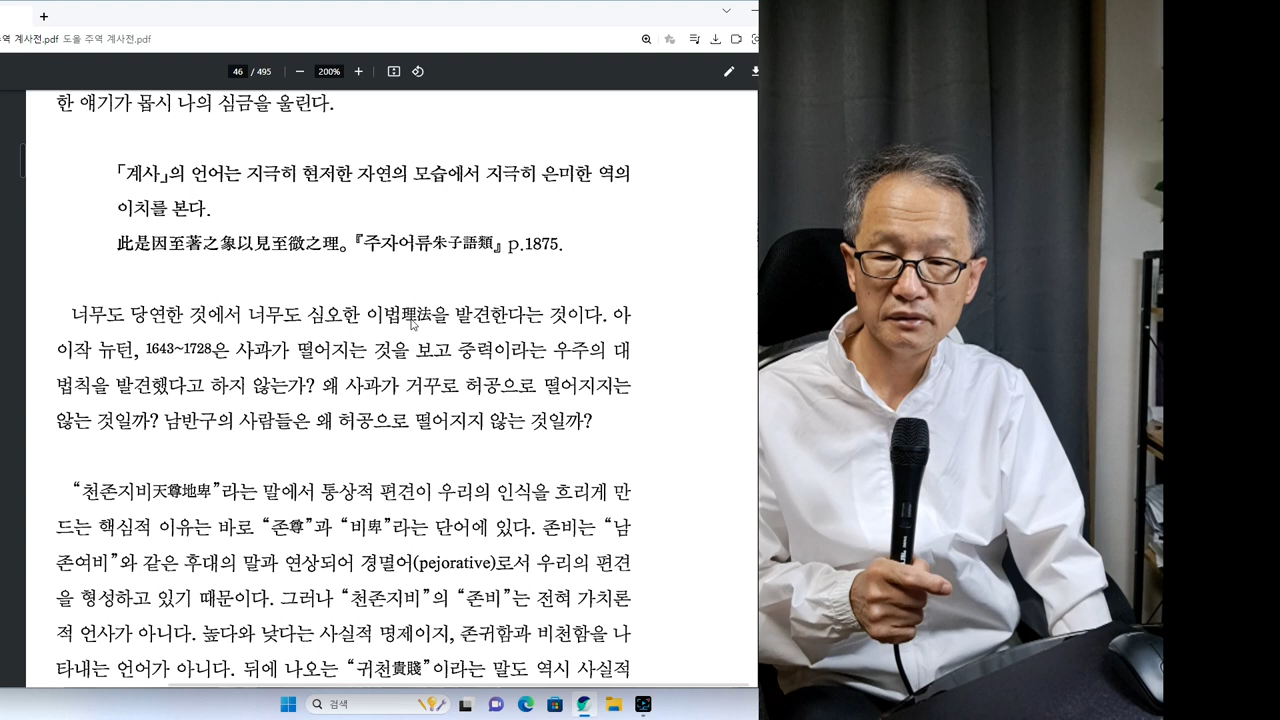 역 계사전.pdf 도올 주역 계사전.pdf
46 / 495 200%
한 얘기가 몹시 나의 심금을 울린다.
「계사」의 언어는 지극히 현저한 자연의 모습에서 지극히 은미한 역의
이치를 본다.
此是因至著之象以見至微之理。『주자어류朱子語類』 p.1875.
너무도 당연한 것에서 너무도 심오한 이법理法을 발견한다는 것이다. 아
이작 뉴턴, 1643~1728은 사과가 떨어지는 것을 보고 중력이라는 우주의 대
법칙을 발견했다고 하지 않는가? 왜 사과가 거꾸로 허공으로 떨어지지는
않는 것일까? 남반구의 사람들은 왜 허공으로 떨어지지 않는 것일까?
“천존지비天尊地卑”라는 말에서 통상적 편견이 우리의 인식을 흐리게 만
드는 핵심적 이유는 바로 “존尊”과 “비卑”라는 단어에 있다. 존비는 “남
존여비”와 같은 후대의 말과 연상되어 경멸어(pejorative)로서 우리의 편견
을 형성하고 있기 때문이다. 그러나 “천존지비”의 “존비”는 전혀 가치론
적 언사가 아니다. 높다와 낮다는 사실적 명제이지, 존귀함과 비천함을 나
타내는 언어가 아니다. 뒤에 나오는 “귀천貴賤”이라는 말도 역시 사실적
검색